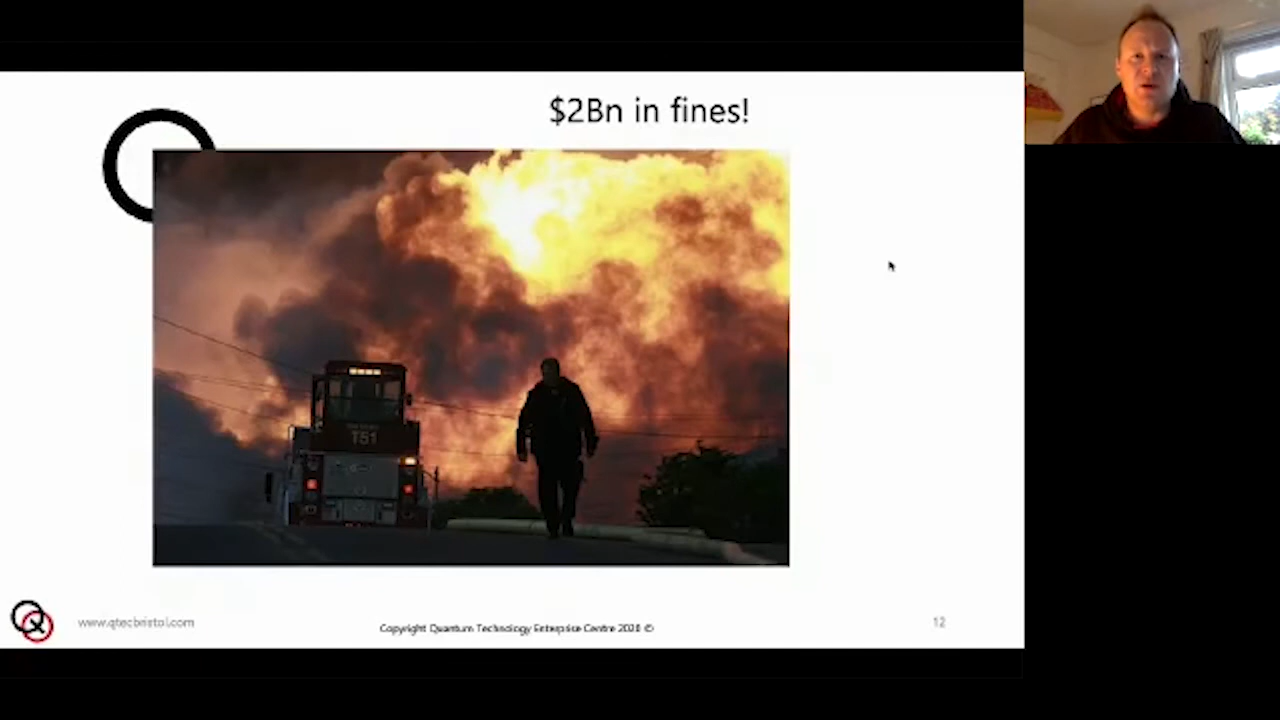 $2Bn in fines!
T51
www.qtecbristol.com
Copyright Quantum Technology Enterprise Centre 2020 ©
12